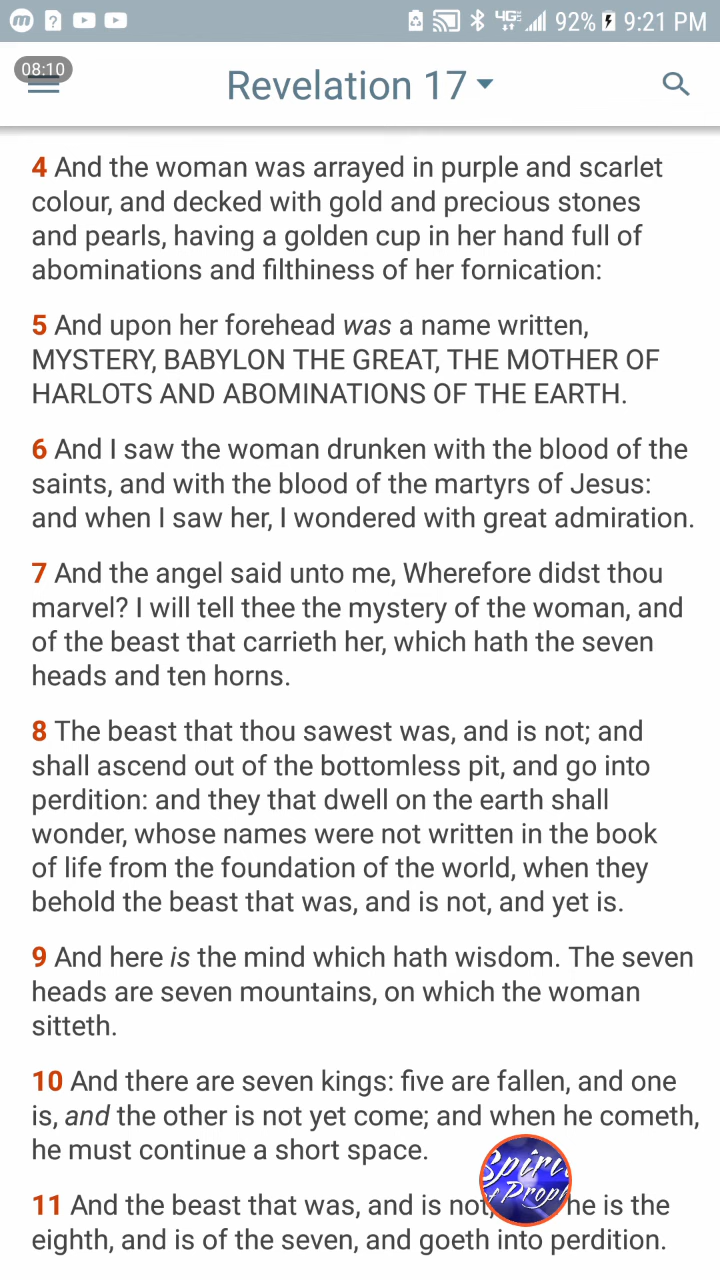 92% 9:21 PM
08:10
Revelation 17
4 And the woman was arrayed in purple and scarlet
colour, and decked with gold and precious stones
and pearls, having a golden cup in her hand full of
abominations and filthiness of her fornication:
5 And upon her forehead was a name written,
MYSTERY, BABYLON THE GREAT, THE MOTHER OF
HARLOTS AND ABOMINATIONS OF THE EARTH.
6 And I saw the woman drunken with the blood of the
saints, and with the blood of the martyrs of Jesus:
and when I saw her, I wondered with great admiration.
7 And the angel said unto me, Wherefore didst thou
marvel? I will tell thee the mystery of the woman, and
of the beast that carrieth her, which hath the seven
heads and ten horns.
8 The beast that thou sawest was, and is not; and
shall ascend out of the bottomless pit, and go into
perdition: and they that dwell on the earth shall
wonder, whose names were not written in the book
of life from the foundation of the world, when they
behold the beast that was, and is not, and yet is.
9 And here is the mind which hath wisdom. The seven
heads are seven mountains, on which the woman
sitteth.
10 And there are seven kings: five are fallen, and one
is, and the other is not yet come; and when he cometh,
he must continue a short space.
11 And the beast that was, and is not, he is the
eighth, and is of the seven, and goeth into perdition.